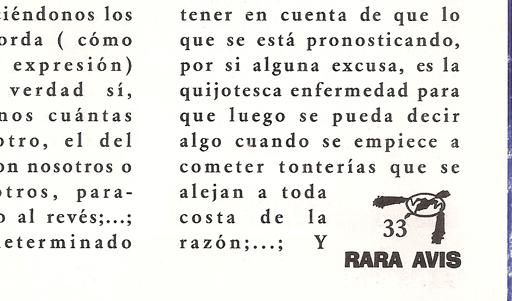 iéndonos los
orda ( cómo
expresión)
verdad sí,
nos cuántas
otro, el del
on nosotros o
otros, para-
o al revés;...;
determinado
tener en cuenta de que lo
que se está pronosticando,
por si alguna excusa, es la
quijotesca enfermedad para
que luego se pueda decir
algo cuando se empiece a
cometer tonterías que se
alejan a toda
costa de la
razón;...; Y
33
RARA AVIS